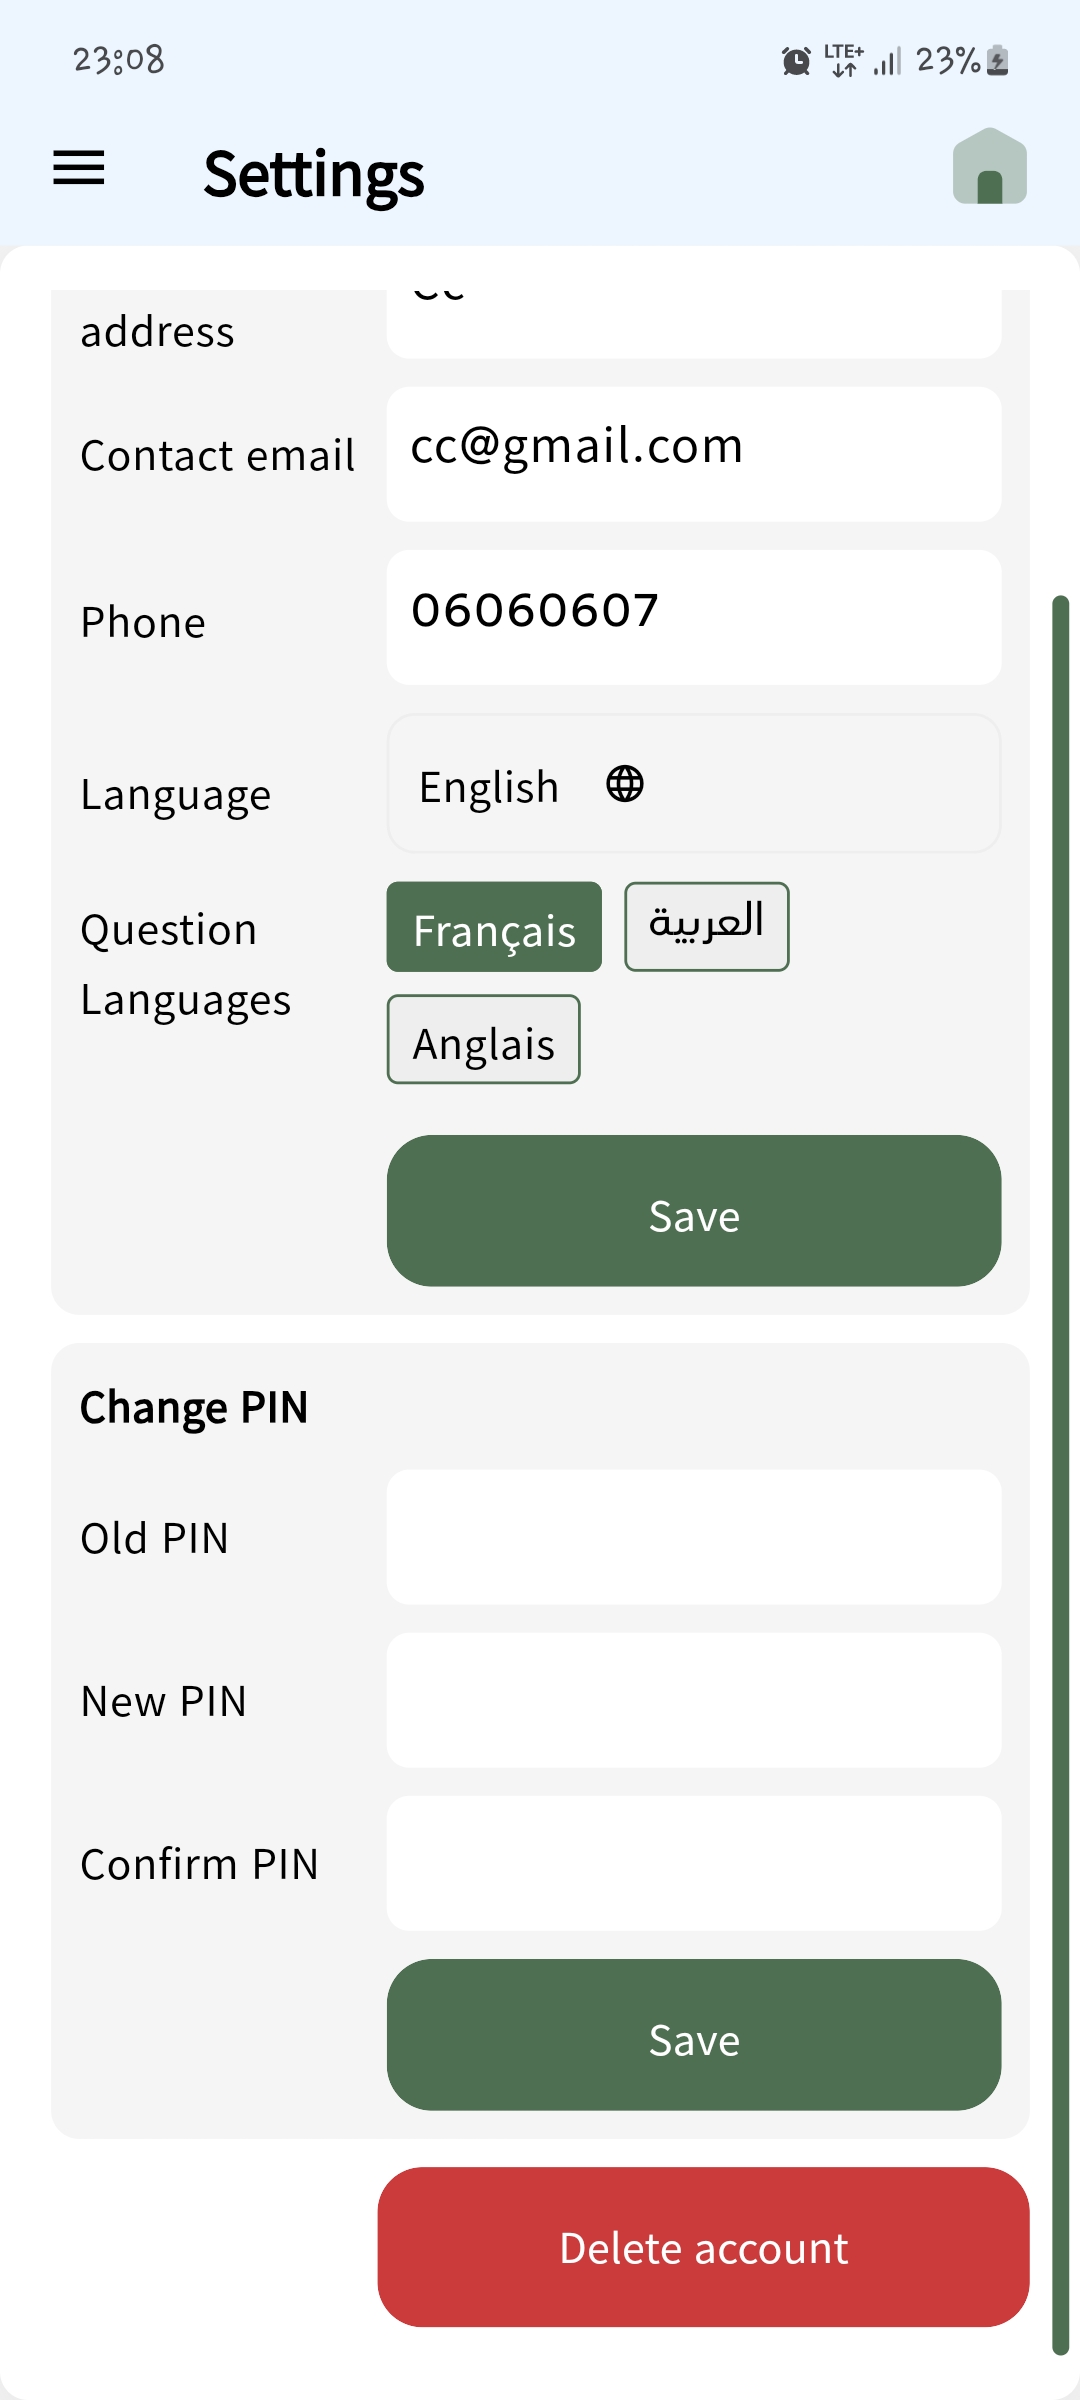 23:08
LTE+
23%
Settings
address
Contact email
cc@gmail.com
Phone
06060607
Language
English
Question
Languages
Français
العربية
Anglais
Save
Change PIN
Old PIN
New PIN
Confirm PIN
Save
Delete account